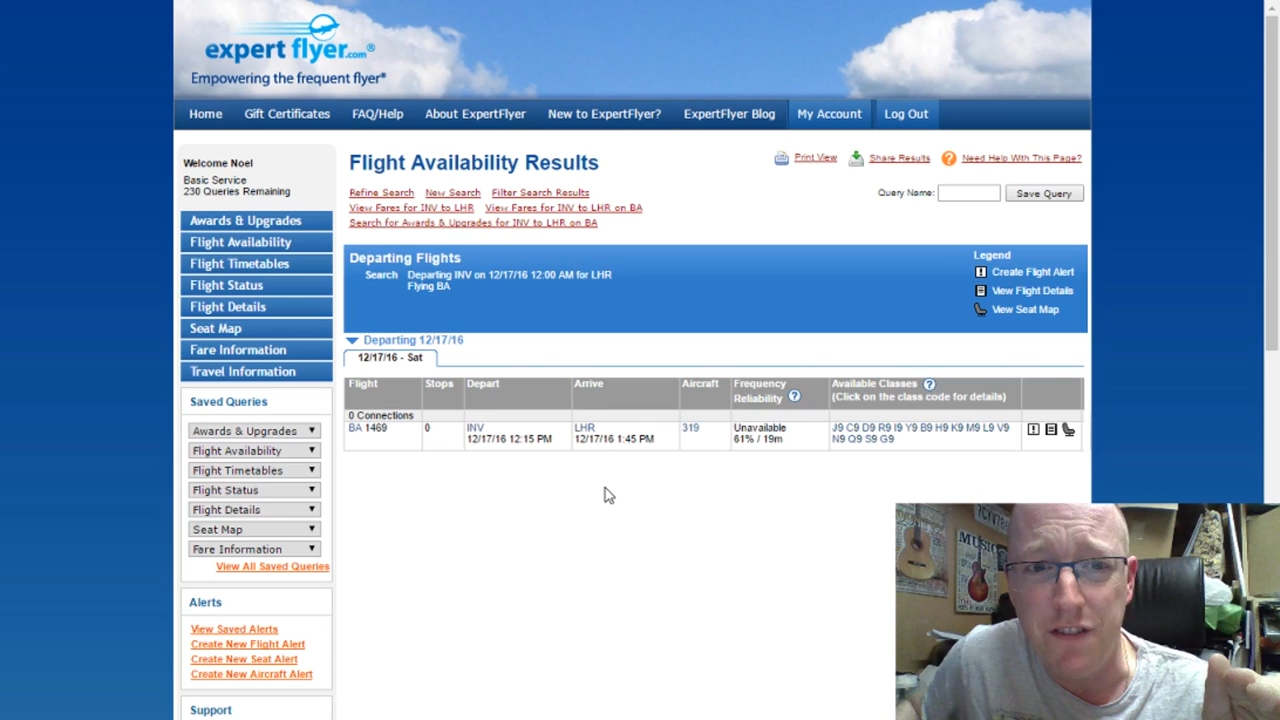 expert flyer.com®
Empowering the frequent flyer®
Home Gift Certificates FAQ/Help About ExpertFlyer New to ExpertFlyer? ExpertFlyer Blog My Account Log Out
Welcome Noel
Basic Service
230 Queries Remaining
Awards & Upgrades
Flight Availability
Flight Timetables
Flight Status
Flight Details
Seat Map
Fare Information
Travel Information
Saved Queries
Awards & Upgrades
Flight Availability
Flight Timetables
Flight Status
Flight Details
Seat Map
Fare Information
View All Saved Queries
Alerts
View Saved Alerts
Create New Flight Alert
Create New Seat Alert
Create New Aircraft Alert
Support
Flight Availability Results
Print View Share Results ? Need Help With This Page?
Refine Search New Search Filter Search Results
View Fares for INV to LHR View Fares for INV to LHR on BA
Search for Awards & Upgrades for INV to LHR on BA
Query Name: Save Query
Departing Flights
Search Departing INV on 12/17/16 12:00 AM for LHR
Flying BA
Legend
Create Flight Alert
View Flight Details
View Seat Map
Departing 12/17/16
12/17/16 - Sat
Flight Stops Depart Arrive Aircraft Frequency Available Classes ?
Reliability ? (Click on the class code for details)
0 Connections
BA 1469 0 INV LHR 319 Unavailable J9 C9 D9 R9 I9 Y9 B9 H9 K9 M9 L9 V9
12/17/16 12:15 PM 12/17/16 1:45 PM 61% / 19m N9 Q9 S9 G9
MUSIC